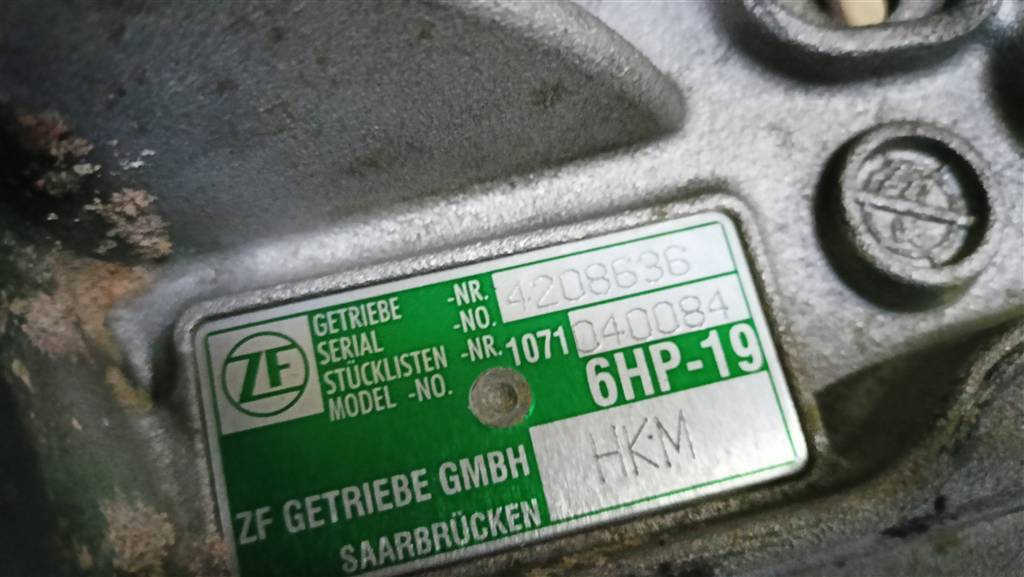 ZF
GETRIEBE -NR. 4208636
SERIAL -NO.
STÜCKLISTEN -NR. 1071 040084
MODEL -NO.
6HP-19
HKM
ZF GETRIEBE GMBH
SAARBRÜCKEN